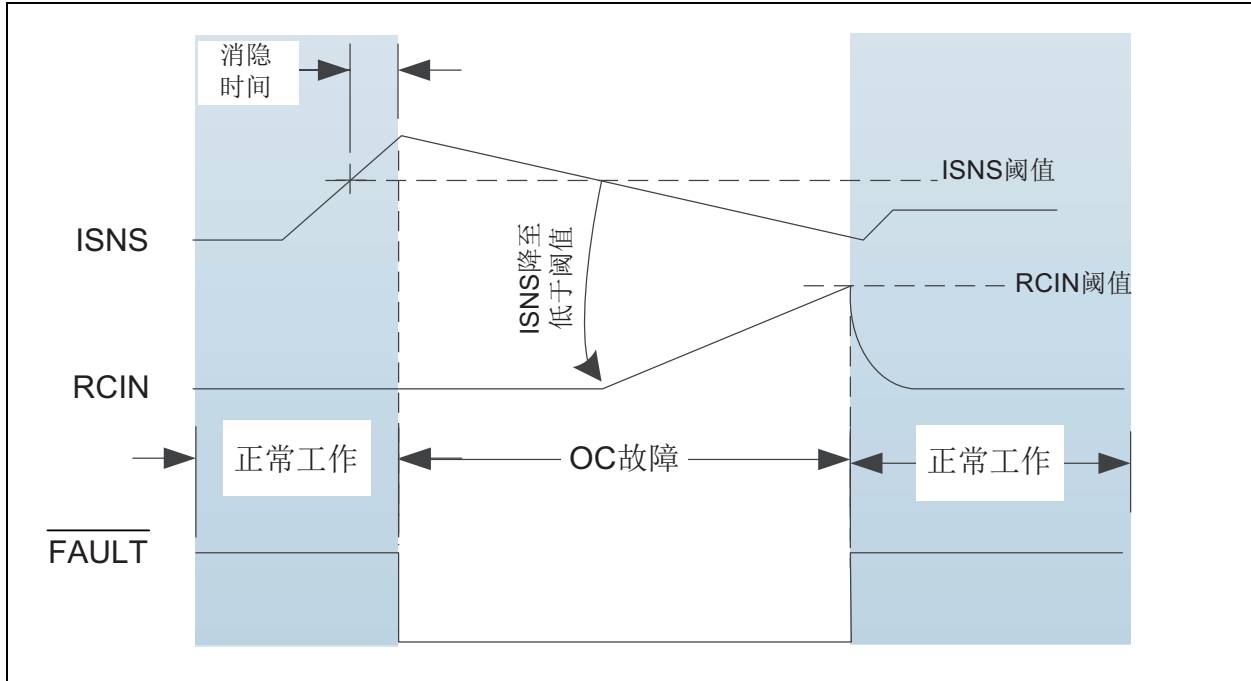 消隐
时间
ISNS阈值
ISNS
ISNS降至
低于阈值
RCIN阈值
RCIN
正常工作
OC故障
正常工作
FAULT